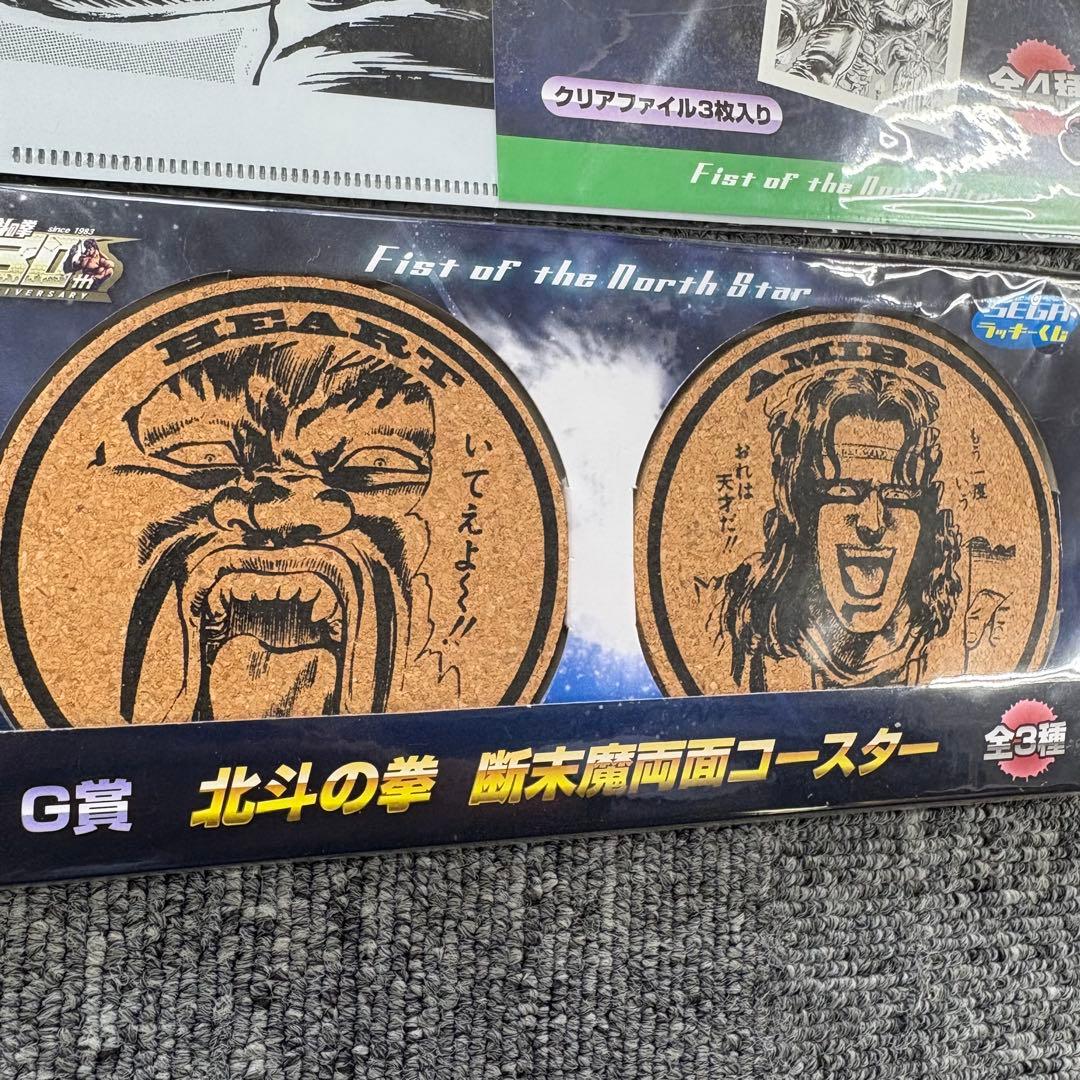 クリアファイル3枚入り
全4種
Fist of the North Star
の拳
since 1983
th
Fist of the North Star
SEGA
ラッキーくじ
HEART
いてえよ〜〜!!
AMIBA
もう一度
いう
おれは
天才だ!!
G賞 北斗の拳 断末魔両面コースター
全3種